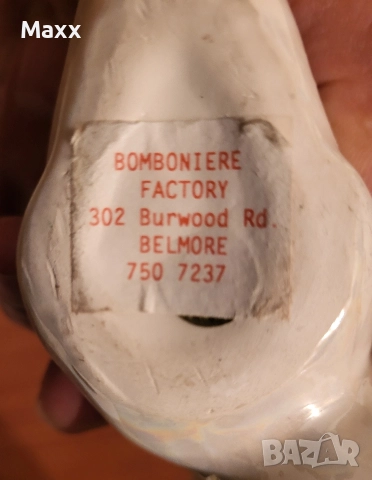 Maxx
BOMBONIERE
FACTORY
302 Burwood Rd.
BELMORE
750 7237
BAZAR